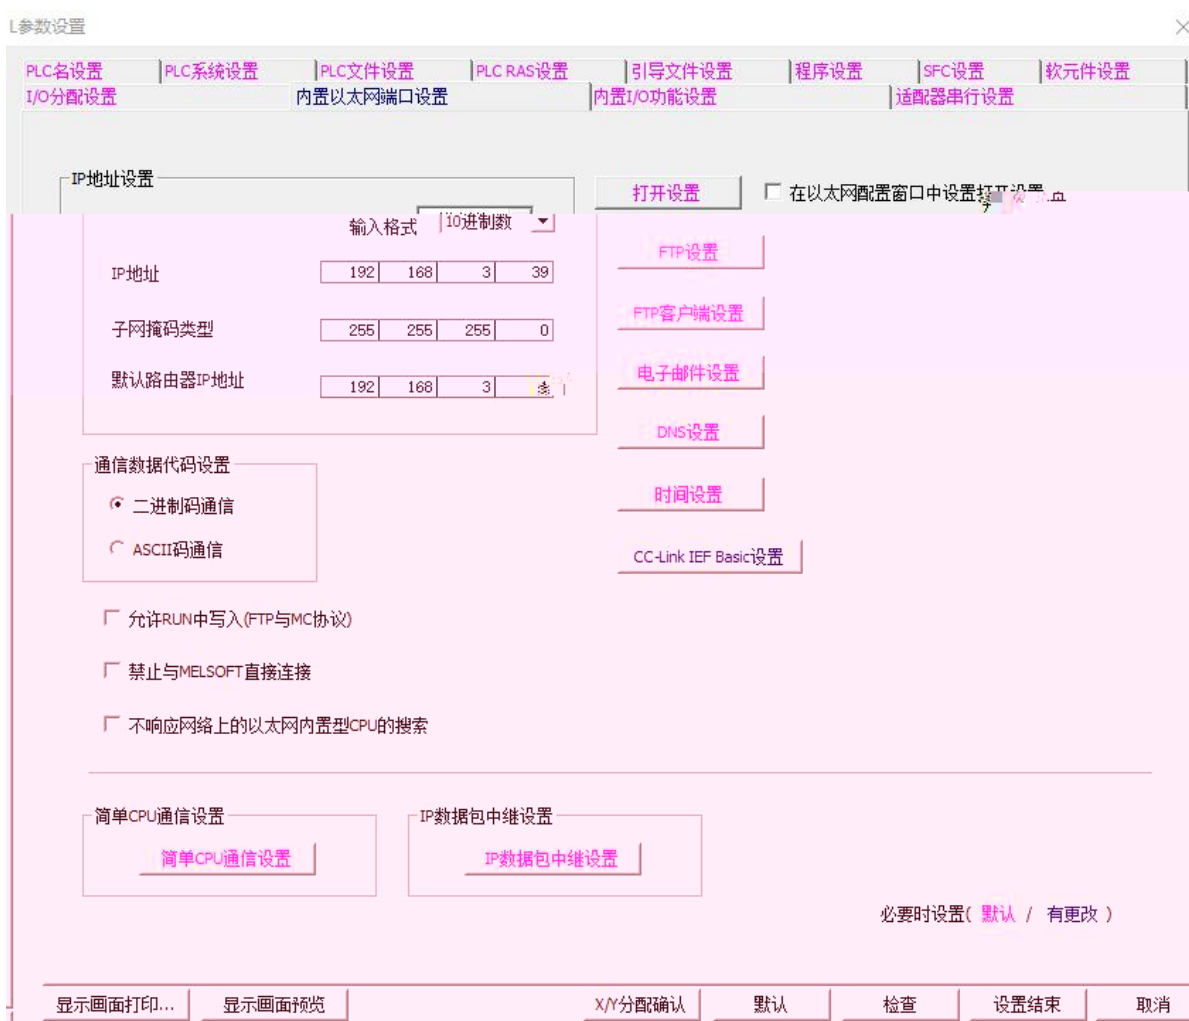 L参数设置
PLC名设置 PLC系统设置 PLC文件设置 PLC RAS设置 引导文件设置 程序设置 SFC设置 软元件设置
I/O分配设置 内置以太网端口设置 内置I/O功能设置 适配器串行设置
IP地址设置
打开设置 在以太网配置窗口中设置打开设置
输入格式 10进制数
FTP设置
IP地址 192 168 3 39
FTP客户端设置
子网掩码类型 255 255 255 0
电子邮件设置
默认路由器IP地址 192 168 3
DNS设置
通信数据代码设置
时间设置
二进制码通信
ASCII码通信
CC-Link IEF Basic设置
允许RUN中写入(FTP与MC协议)
禁止与MELSOFT直接连接
不响应网络上的以太网内置型CPU的搜索
简单CPU通信设置 IP数据包中继设置
简单CPU通信设置 IP数据包中继设置
必要时设置( 默认 / 有更改 )
显示画面打印... 显示画面预览 X/Y分配确认 默认 检查 设置结束 取消